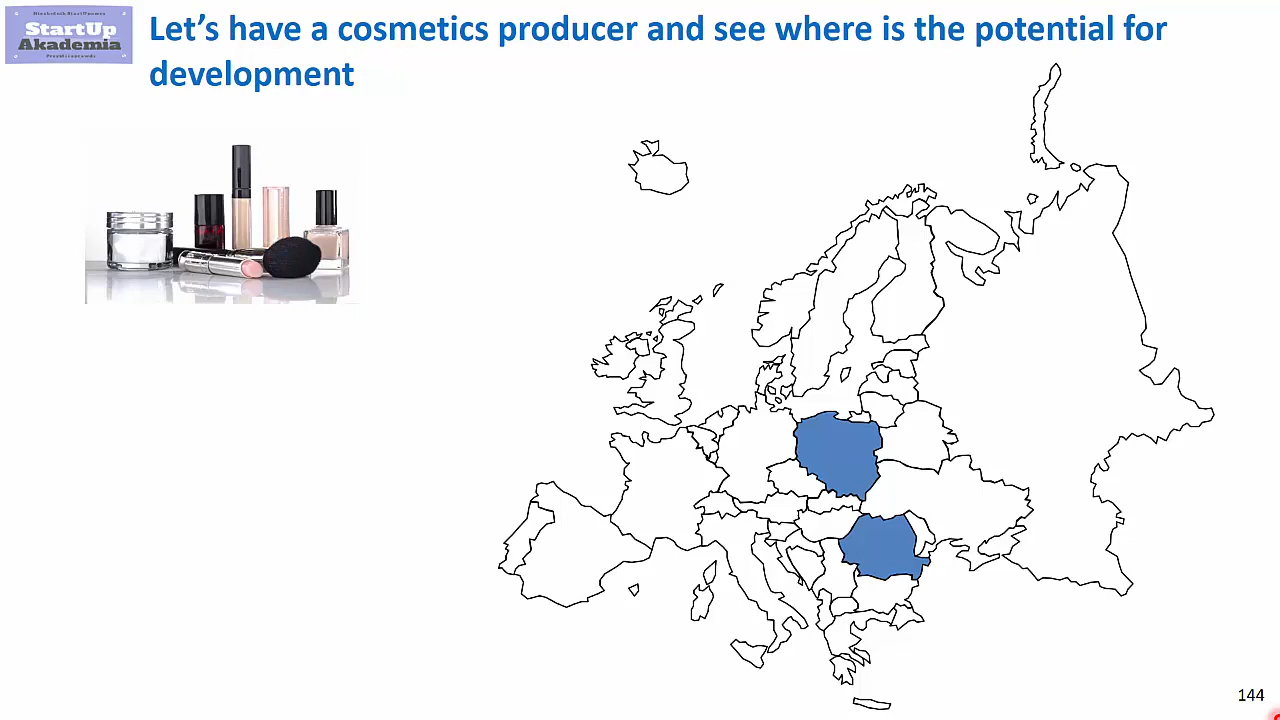 StartUp
Akademia
Let's have a cosmetics producer and see where is the potential for
development
144